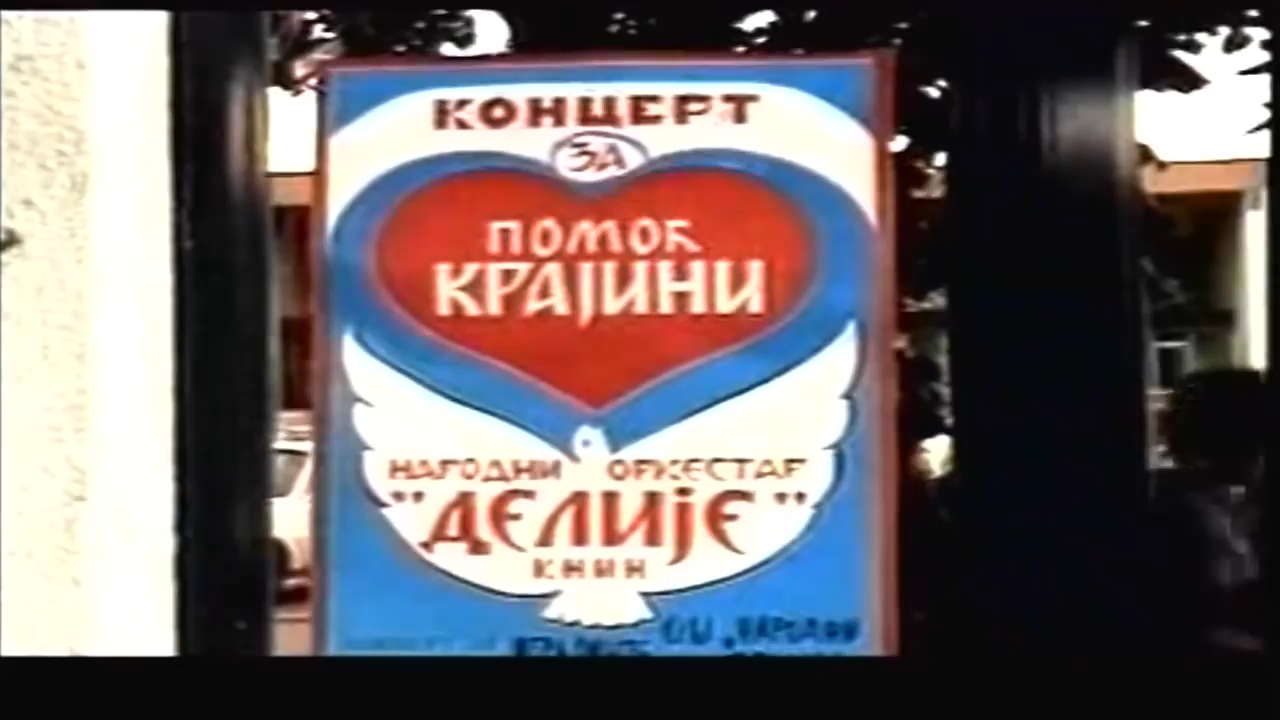 КОНЦЕРТ
ЗА
ПОМОЋ
КРАЈИНИ
НАРОДНИ ОРКЕСТАР
"ДЕЛИЈЕ"
КНИН